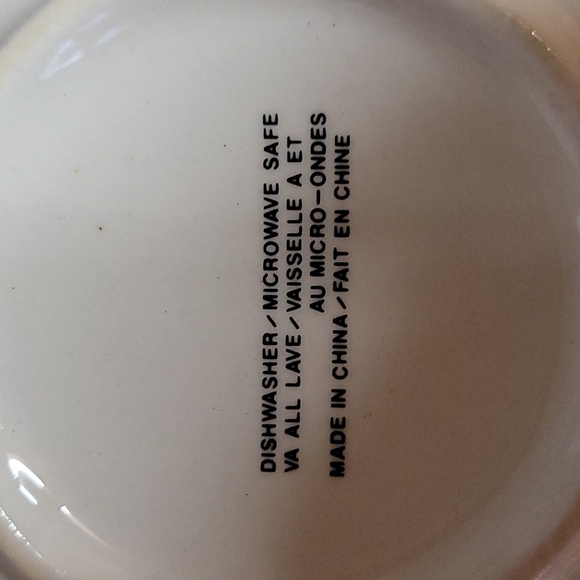 DISHWASHER/MICROWAVE SAFE
VA ALL LAVE/VAISSELLE A ET
AU MICRO-ONDES
MADE IN CHINA/FAIT EN CHINE